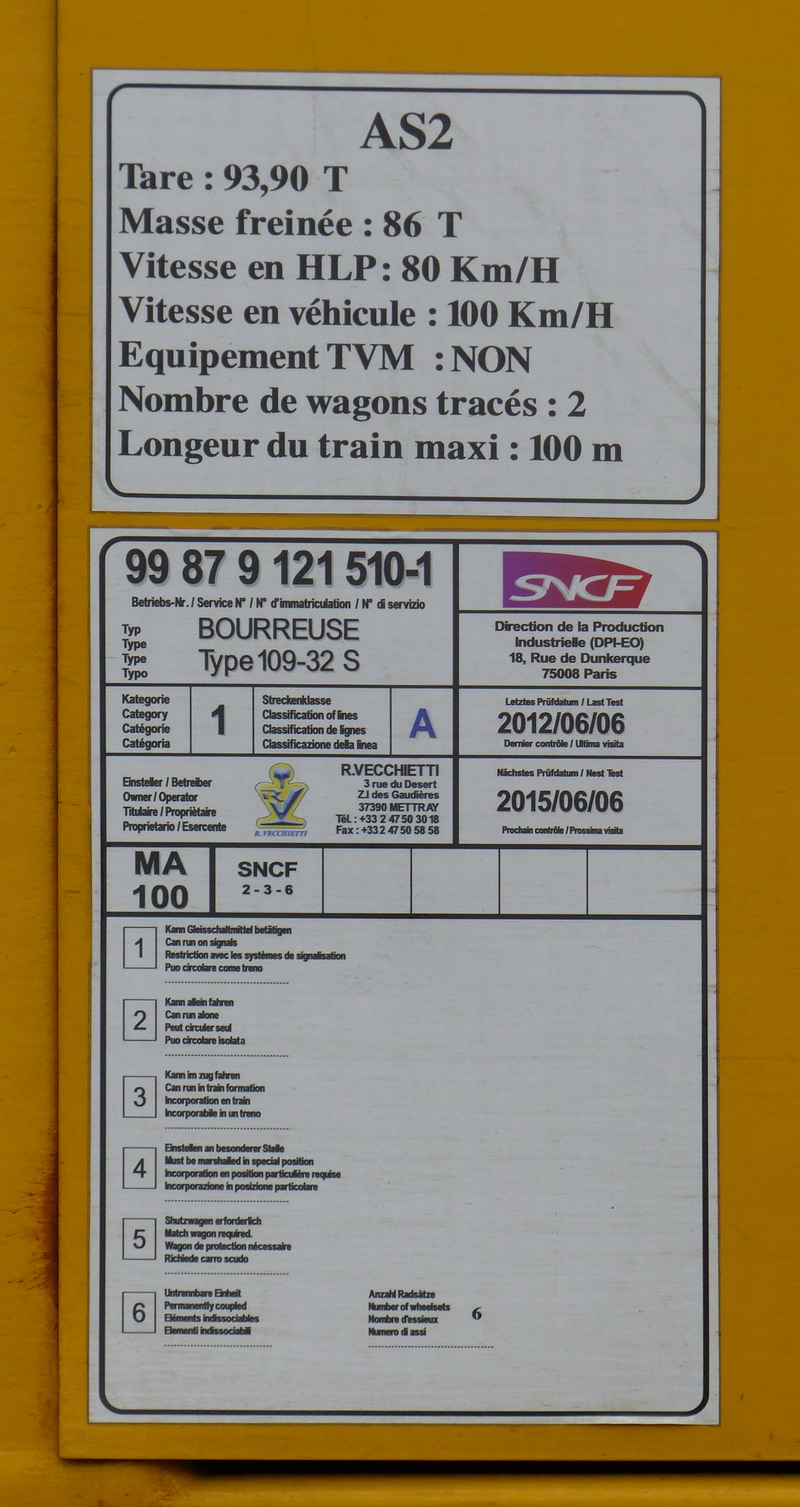 AS2
Tare : 93,90 T
Masse freinée : 86 T
Vitesse en HLP : 80 Km/H
Vitesse en véhicule : 100 Km/H
Equipement TVM : NON
Nombre de wagons tracés : 2
Longeur du train maxi : 100 m
99 87 9 121 510-1
Betriebs-Nr. / Service N° / N° d'immatriculation / N° di servizio
Typ
Type
Type
Typo
BOURREUSE
Type 109-32 S
SNCF
Direction de la Production
Industrielle (DPI-EO)
18, Rue de Dunkerque
75008 Paris
Kategorie
Category
Catégorie
Catégoria
1
Streckenklasse
Classification of lines
Classification de lignes
Classificazione della linea
A
Letztes Prüfdatum / Last Test
2012/06/06
Dernier contrôle / Ultima visita
Einsteller / Betreiber
Owner / Operator
Titulaire / Propriètaire
Proprietario / Esercente
R. VECCHIETTI
R.VECCHIETTI
3 rue du Desert
Z.I des Gaudières
37390 METTRAY
Tél. : +33 2 47 50 30 18
Fax : +33 2 47 50 58 58
Nächstes Prüfdatum / Nest Test
2015/06/06
Prochain contrôle / Prossima visita
MA
100
SNCF
2 - 3 - 6
1
Kann Gleisschaltmittel betätigen
Can run on signals
Restriction avec les systèmes de signalisation
Puo circolare come treno
2
Kann allein fahren
Can run alone
Peut circuler seul
Puo circolare isolata
3
Kann im zug fahren
Can run in train formation
Incorporation en train
Incorporabile in un treno
4
Einstellen an besonderer Stelle
Must be marshalled in special position
Incorporation en position particulière requise
Incorporazione in posizione particolare
5
Shutzwagen erforderlich
Match wagon required.
Wagon de protection nécessaire
Richiede carro scudo
6
Untrennbare Einheit
Permanently coupled
Eléments indissociables
Elementi indissociabili
Anzahl Radsätze
Number of wheelsets
Nombre d'essieux
Numero di assi
6